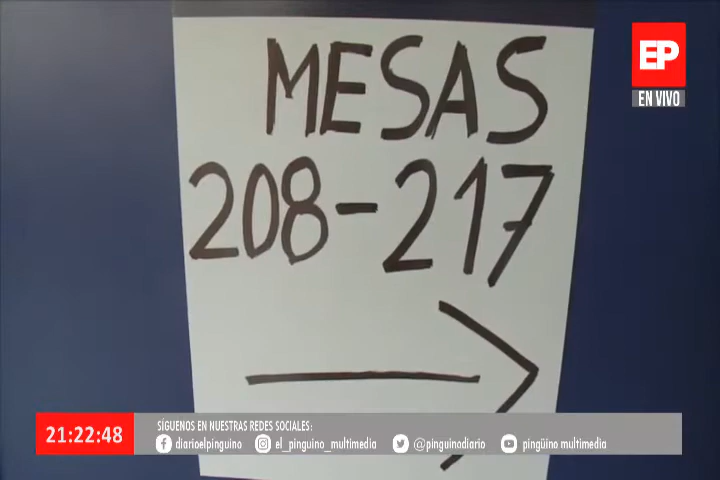 MESAS
208-217
EP
EN VIVO
21:22:48
SÍGUENOS EN NUESTRAS REDES SOCIALES:
diarioelpinguino el_pinguino_multimedia @pinguinodiario pingüino multimedia